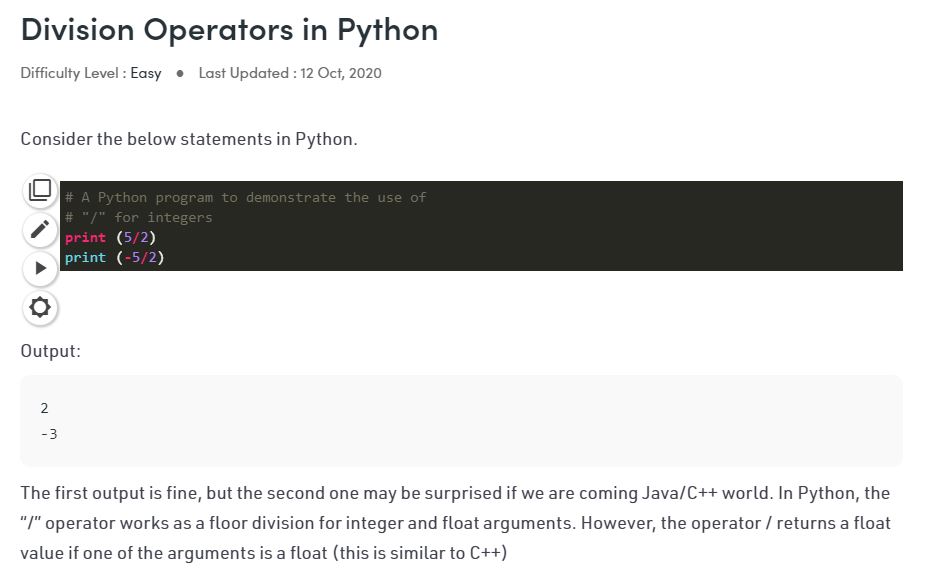 Division Operators in Python
Difficulty Level : Easy ● Last Updated : 12 Oct, 2020
Consider the below statements in Python.
# A Python program to demonstrate the use of
# "/" for integers
print (5/2)
print (-5/2)
Output:
2
-3
The first output is fine, but the second one may be surprised if we are coming Java/C++ world. In Python, the
“/” operator works as a floor division for integer and float arguments. However, the operator / returns a float
value if one of the arguments is a float (this is similar to C++)